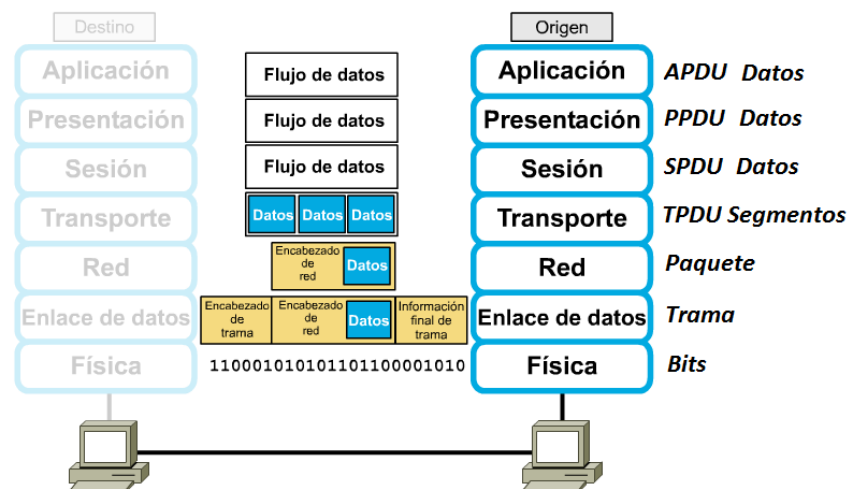 Destino
Origen
Aplicación
Flujo de datos
Aplicación
APDU Datos
Presentación
Flujo de datos
Presentación
PPDU Datos
Sesión
Flujo de datos
Sesión
SPDU Datos
Transporte
Datos
Datos
Datos
Transporte
TPDU Segmentos
Red
Encabezado
de
red
Datos
Red
Paquete
Enlace de datos
Encabezado
de
trama
Encabezado
de
red
Datos
Información
final de
trama
Enlace de datos
Trama
Física
110001010101101100001010
Física
Bits